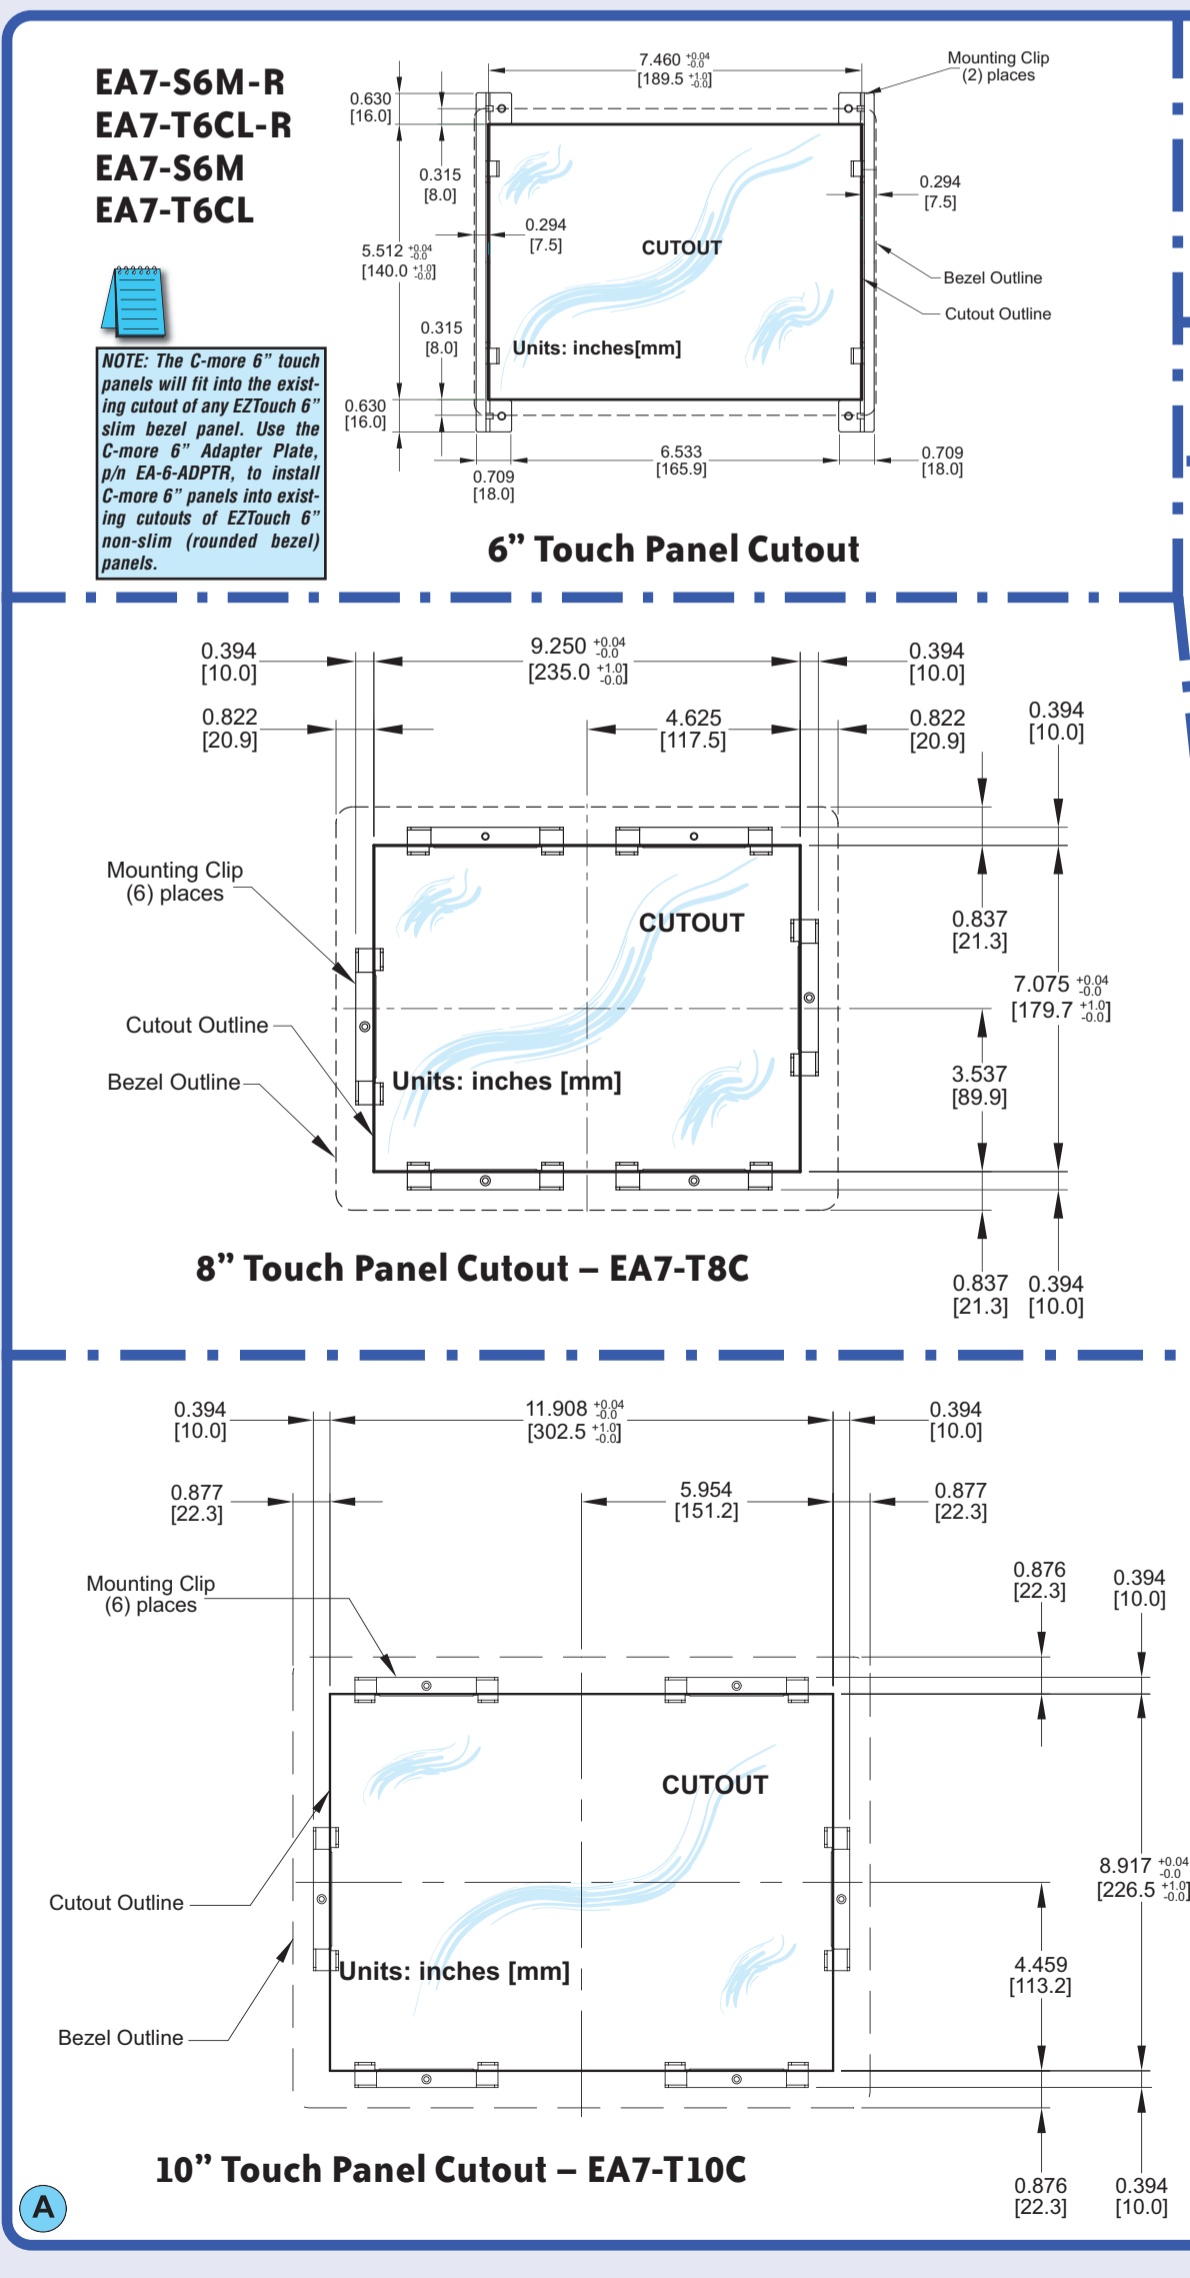 EA7-S6M-R
EA7-T6CL-R
EA7-S6M
EA7-T6CL
NOTE: The C-more 6” touch
panels will fit into the exist-
ing cutout of any EZTouch 6”
slim bezel panel. Use the
C-more 6” Adapter Plate,
p/n EA-6-ADPTR, to install
C-more 6” panels into exist-
ing cutouts of EZTouch 6”
non-slim (rounded bezel)
panels.
7.460 +0.04 -0.0
[189.5 +1.0 -0.0]
Mounting Clip
(2) places
0.630
[16.0]
0.315
[8.0]
0.294
[7.5]
0.294
[7.5]
CUTOUT
5.512 +0.04 -0.0
[140.0 +1.0 -0.0]
Bezel Outline
Cutout Outline
0.315
[8.0]
Units: inches[mm]
0.630
[16.0]
6.533
[165.9]
0.709
[18.0]
0.709
[18.0]
6” Touch Panel Cutout
0.394
[10.0]
9.250 +0.04 -0.0
[235.0 +1.0 -0.0]
0.394
[10.0]
0.822
[20.9]
4.625
[117.5]
0.822
[20.9]
0.394
[10.0]
Mounting Clip
(6) places
CUTOUT
0.837
[21.3]
7.075 +0.04 -0.0
[179.7 +1.0 -0.0]
Cutout Outline
Bezel Outline
Units: inches [mm]
3.537
[89.9]
8” Touch Panel Cutout – EA7-T8C
0.837
[21.3]
0.394
[10.0]
0.394
[10.0]
11.908 +0.04 -0.0
[302.5 +1.0 -0.0]
0.394
[10.0]
0.877
[22.3]
5.954
[151.2]
0.877
[22.3]
Mounting Clip
(6) places
0.876
[22.3]
0.394
[10.0]
CUTOUT
Cutout Outline
8.917 +0.04 -0.0
[226.5 +1.0 -0.0]
Units: inches [mm]
4.459
[113.2]
Bezel Outline
10” Touch Panel Cutout – EA7-T10C
0.876
[22.3]
0.394
[10.0]
A